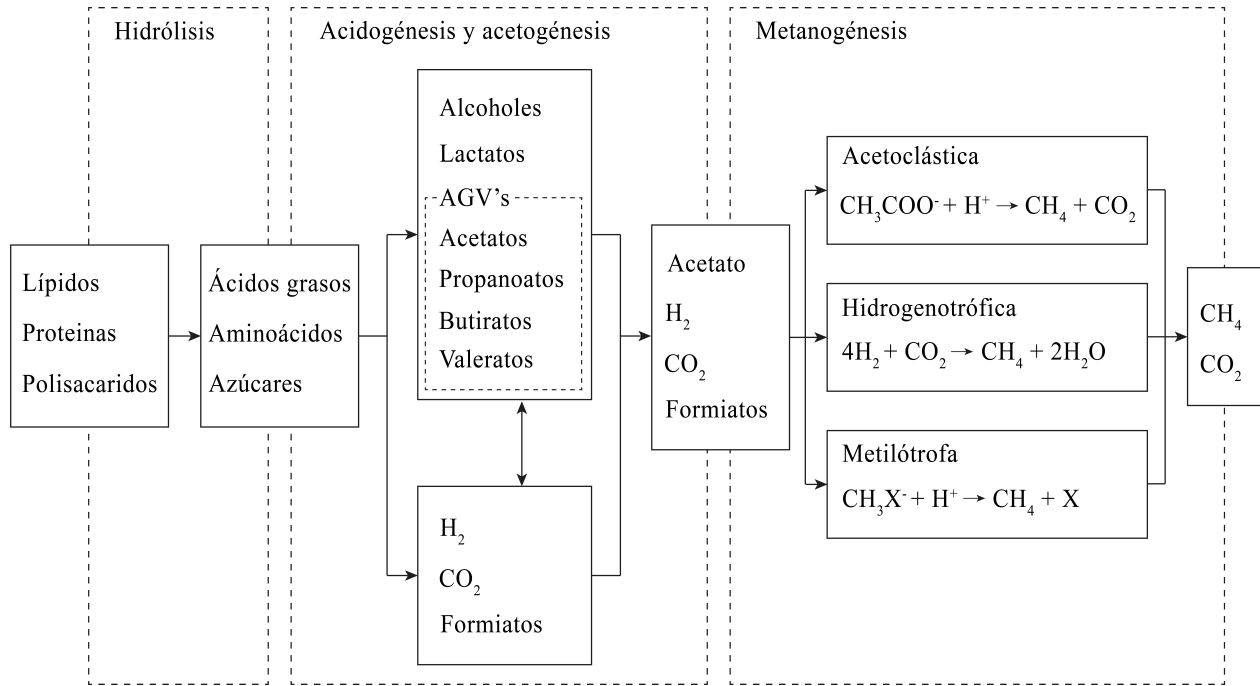 Hidrólisis
Acidogénesis y acetogénesis
Metanogénesis
Lípidos
Proteinas
Polisacaridos
Ácidos grasos
Aminoácidos
Azúcares
Alcoholes
Lactatos
AGV’s
Acetatos
Propanoatos
Butiratos
Valeratos
H₂
CO₂
Formiatos
Acetato
H₂
CO₂
Formiatos
Acetoclástica
CH₃COO⁻ + H⁺ → CH₄ + CO₂
Hidrogenotrófica
4H₂ + CO₂ → CH₄ + 2H₂O
Metilótrofa
CH₃X⁻ + H⁺ → CH₄ + X
CH₄
CO₂